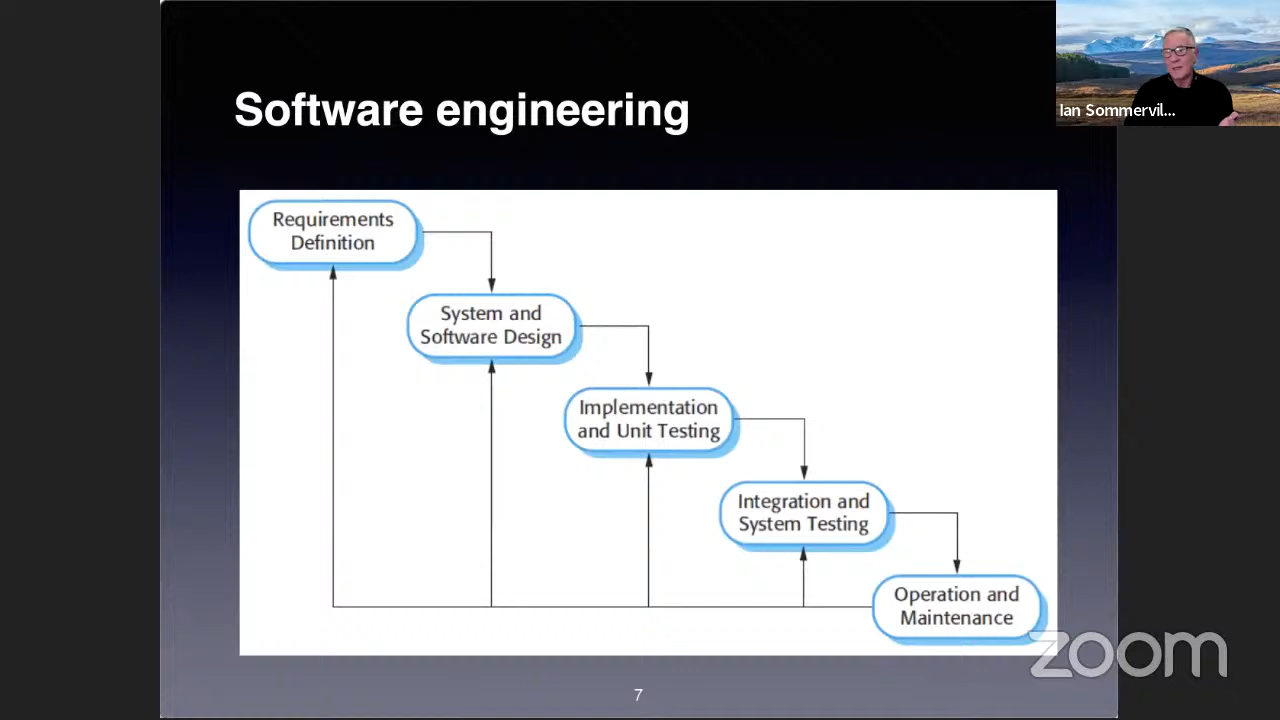 Software engineering
Ian Sommervil...
Requirements
Definition
System and
Software Design
Implementation
and Unit Testing
Integration and
System Testing
Operation and
Maintenance
zoom
7